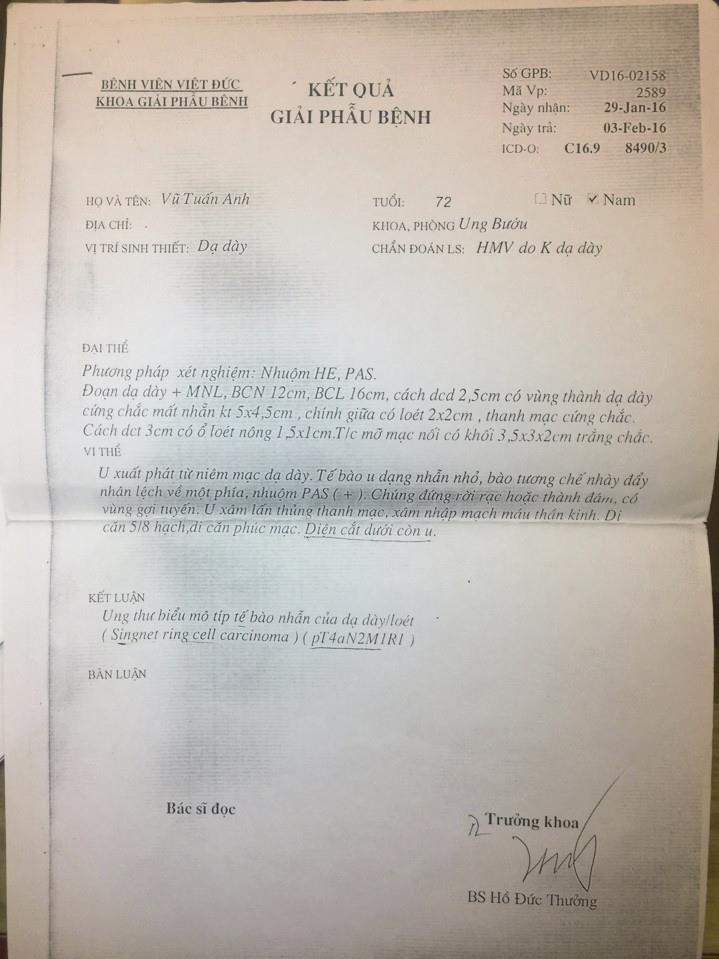 BỆNH VIỆN VIỆT ĐỨC
KHOA GIẢI PHẪU BỆNH
KẾT QUẢ
GIẢI PHẪU BỆNH
Số GPB: VD16-02158
Mã Vp: 2589
Ngày nhận: 29-Jan-16
Ngày trả: 03-Feb-16
ICD-O: C16.9 8490/3
HỌ VÀ TÊN: Vũ Tuấn Anh
TUỔI: 72 Nữ Nam
ĐỊA CHỈ: .
KHOA, PHÒNG Ung Bướu
VỊ TRÍ SINH THIẾT: Dạ dày
CHẨN ĐOÁN LS: HMV do K dạ dày
ĐẠI THỂ
Phương pháp xét nghiệm: Nhuộm HE, PAS.
Đoạn dạ dày + MNL, BCN 12cm, BCL 16cm, cách dcd 2,5cm có vùng thành dạ dày
cứng chắc mất nhẵn kt 5x4,5cm , chính giữa có loét 2x2cm , thanh mạc cứng chắc.
Cách dct 3cm có ổ loét nông 1,5x1cm.T/c mỡ mạc nối có khối 3,5x3x2cm trắng chắc.
VI THỂ
U xuất phát từ niêm mạc dạ dày. Tế bào u dạng nhẫn nhỏ, bào tương chế nhày đẩy
nhân lệch về một phía, nhuộm PAS ( + ). Chúng đứng rời rạc hoặc thành đám, có
vùng gợi tuyến. U xâm lấn thủng thanh mạc, xâm nhập mạch máu thần kinh. Di
căn 5/8 hạch,di căn phúc mạc. Diện cắt dưới còn u.
KẾT LUẬN
Ung thư biểu mô típ tế bào nhẫn của dạ dày/loét
( Singnet ring cell carcinoma ) ( pT4aN2M1R1 )
BÀN LUẬN
Bác sĩ đọc
Trưởng khoa
BS Hồ Đức Thưởng